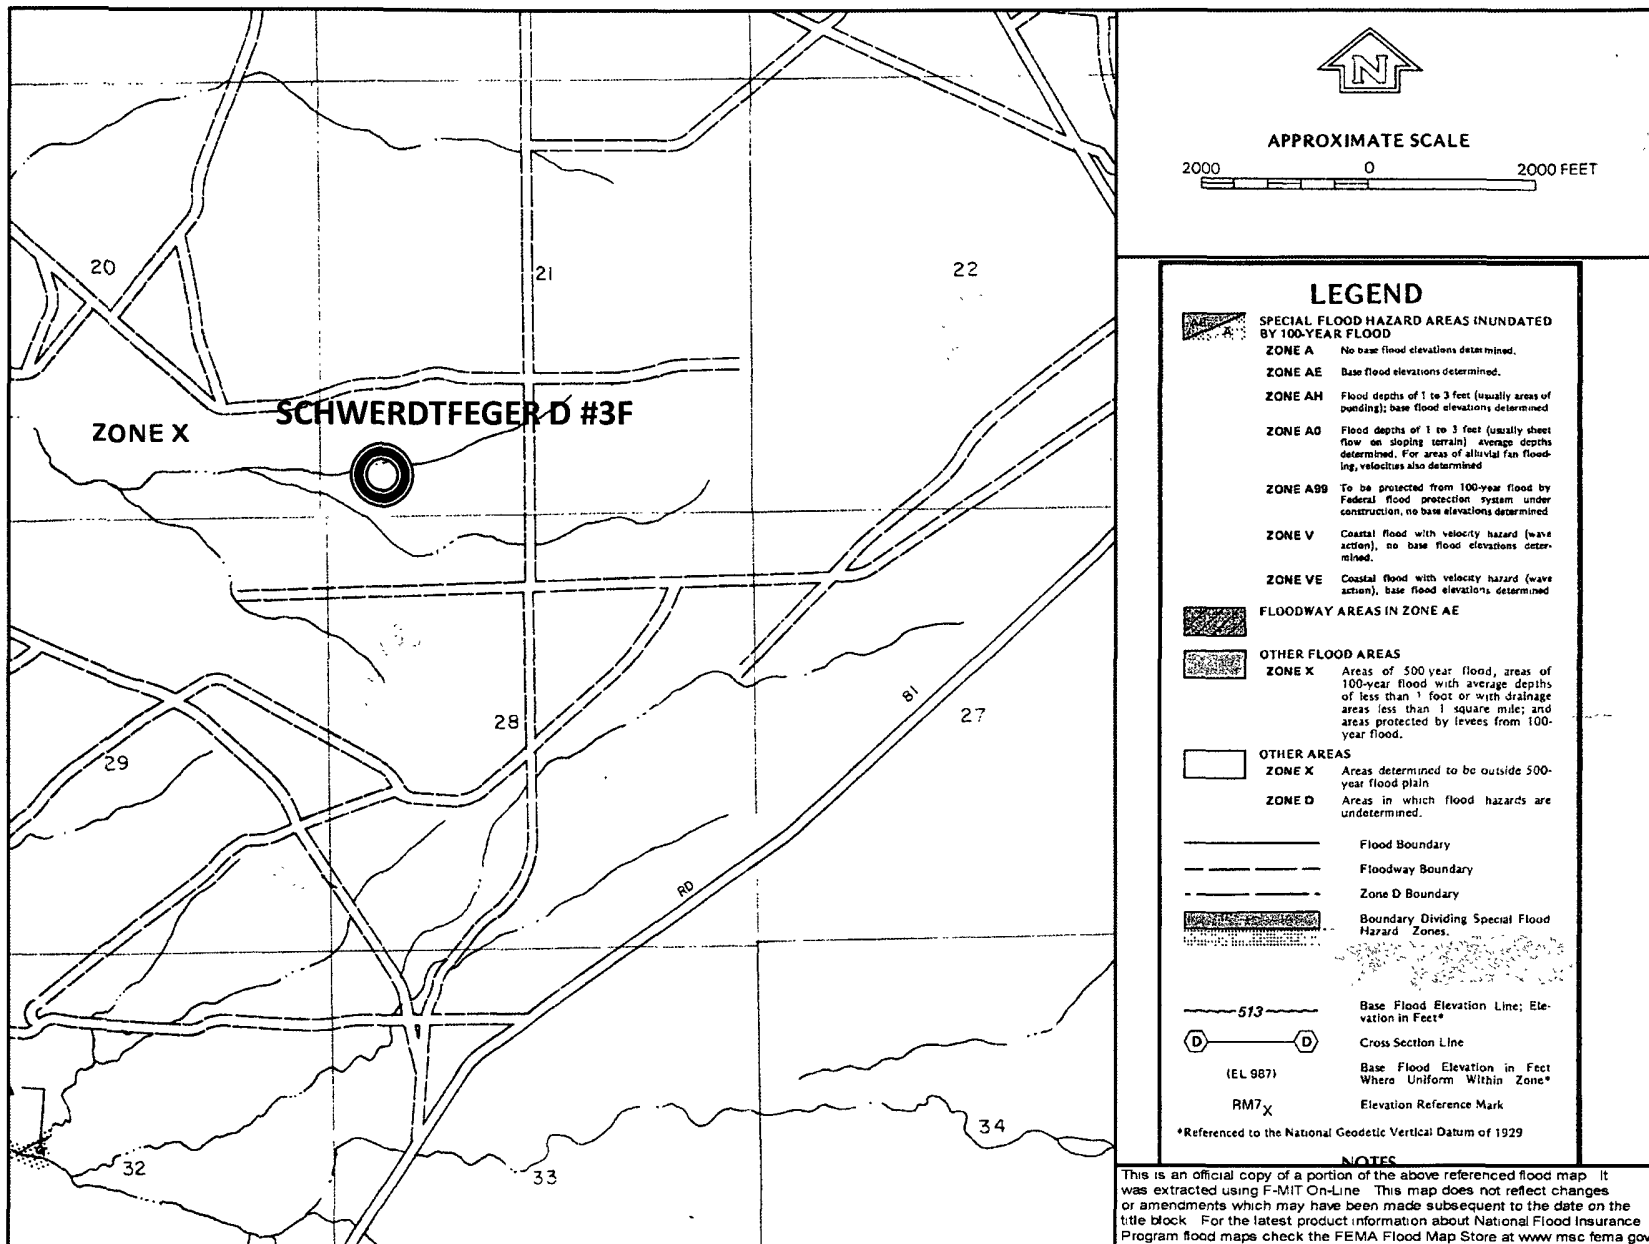 20
21
22
ZONE X
SCHWERDTFEGER D #3F
29
28
27
81
RD
32
33
34
N
APPROXIMATE SCALE
2000 0 2000 FEET
LEGEND
A
SPECIAL FLOOD HAZARD AREAS INUNDATED
BY 100-YEAR FLOOD
ZONE A No base flood elevations determined.
ZONE AE Base flood elevations determined.
ZONE AH Flood depths of 1 to 3 feet (usually areas of
ponding); base flood elevations determined
ZONE AO Flood depths of 1 to 3 feet (usually sheet
flow on sloping terrain) average depths
determined. For areas of alluvial fan flood-
ing, velocities also determined
ZONE A99 To be protected from 100-year flood by
Federal flood protection system under
construction, no base elevations determined
ZONE V Coastal flood with velocity hazard (wave
action), no base flood elevations deter-
mined.
ZONE VE Coastal flood with velocity hazard (wave
action), base flood elevations determined
FLOODWAY AREAS IN ZONE AE
OTHER FLOOD AREAS
ZONE X Areas of 500 year flood, areas of
100-year flood with average depths
of less than 1 foot or with drainage
areas less than 1 square mile; and
areas protected by levees from 100-
year flood.
OTHER AREAS
ZONE X Areas determined to be outside 500-
year flood plain
ZONE D Areas in which flood hazards are
undetermined.
Flood Boundary
Floodway Boundary
Zone D Boundary
Boundary Dividing Special Flood
Hazard Zones.
513 Base Flood Elevation Line; Ele-
vation in Feet*
D D Cross Section Line
(EL 987) Base Flood Elevation in Feet
Where Uniform Within Zone*
RM7X Elevation Reference Mark
*Referenced to the National Geodetic Vertical Datum of 1929
NOTES
This is an official copy of a portion of the above referenced flood map It
was extracted using F-MIT On-Line This map does not reflect changes
or amendments which may have been made subsequent to the date on the
title block For the latest product information about National Flood Insurance
Program flood maps check the FEMA Flood Map Store at www msc fema gov